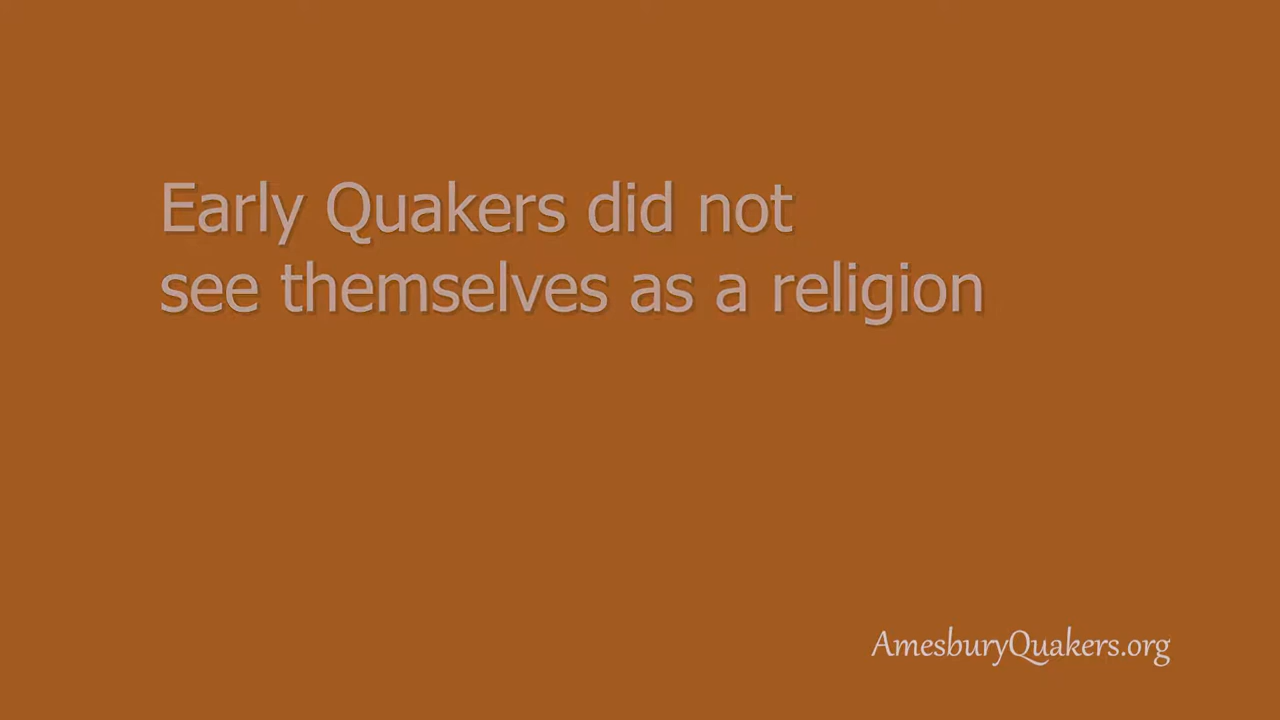 Early Quakers did not
see themselves as a religion
AmesburyQuakers.org